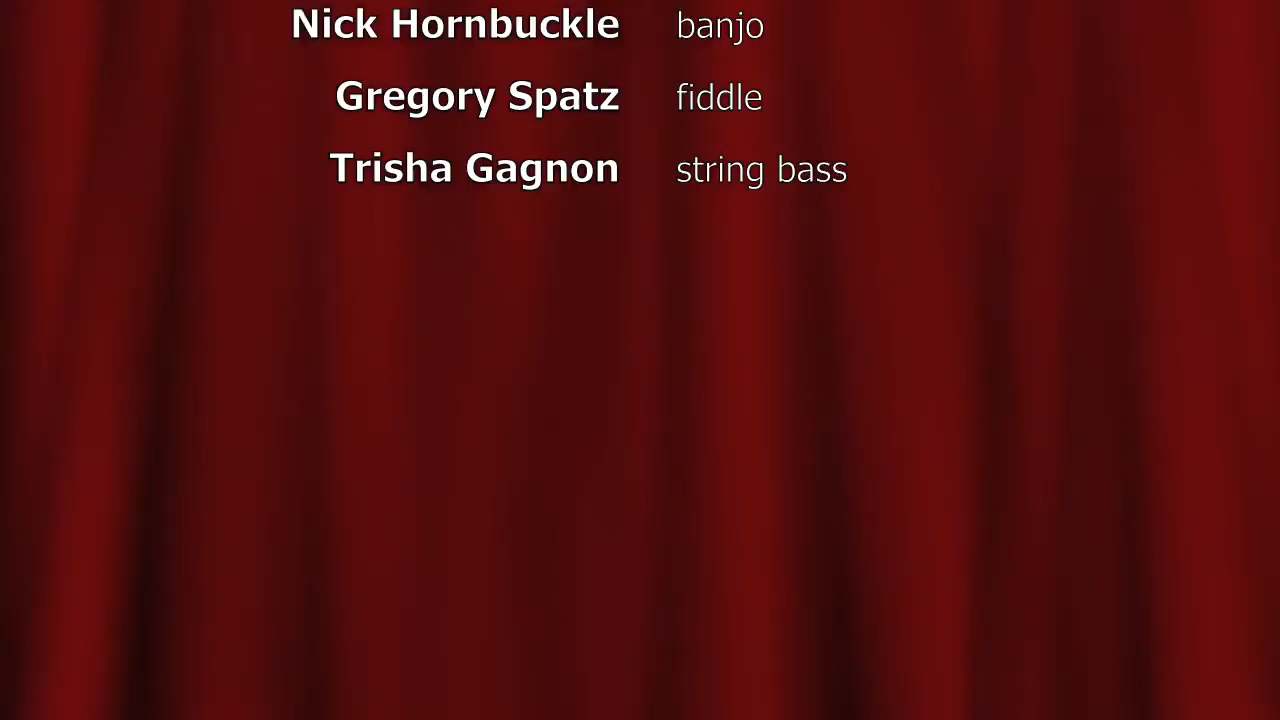 Nick Hornbuckle banjo
Gregory Spatz fiddle
Trisha Gagnon string bass